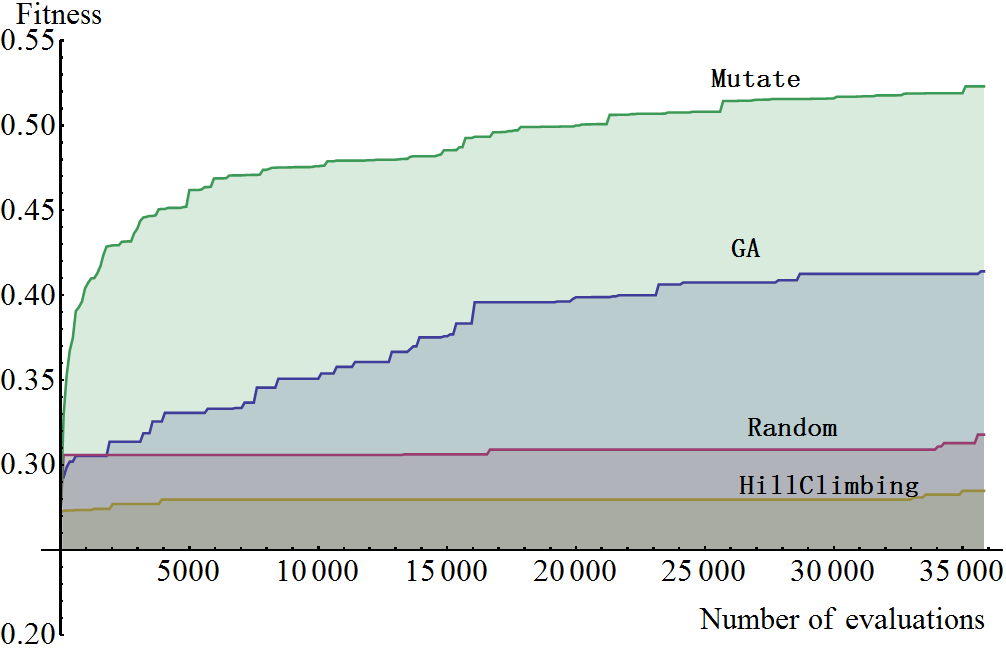 Fitness
0.55
Mutate
0.50
0.45
GA
0.40
0.35
Random
0.30
HillClimbing
5000 10 000 15 000 20 000 25 000 30 000 35 000
Number of evaluations
0.20